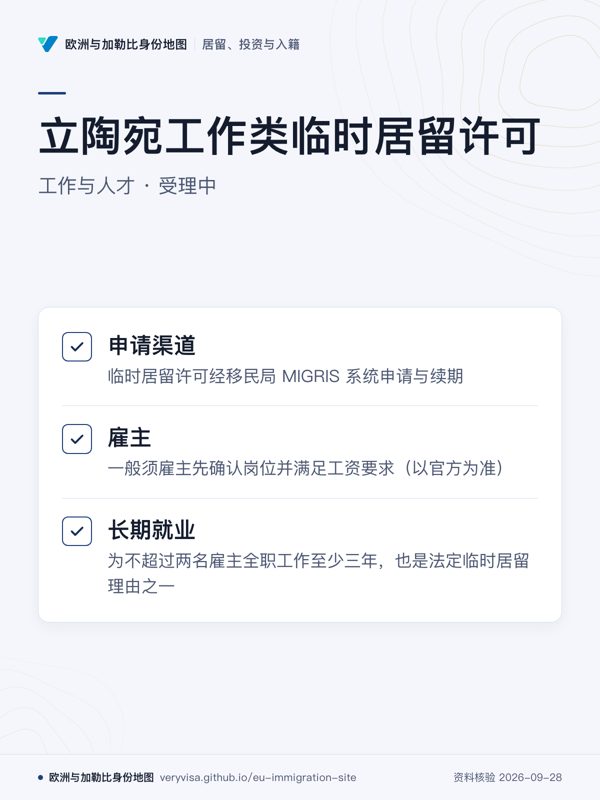 欧洲与加勒比身份地图 居留、投资与入籍
立陶宛工作类临时居留许可
工作与人才 · 受理中
申请渠道
临时居留许可经移民局 MIGRIS 系统申请与续期
雇主
一般须雇主先确认岗位并满足工资要求（以官方为准）
长期就业
为不超过两名雇主全职工作至少三年，也是法定临时居留
理由之一
欧洲与加勒比身份地图 veryvisa.github.io/eu-immigration-site 资料核验 2026-09-28